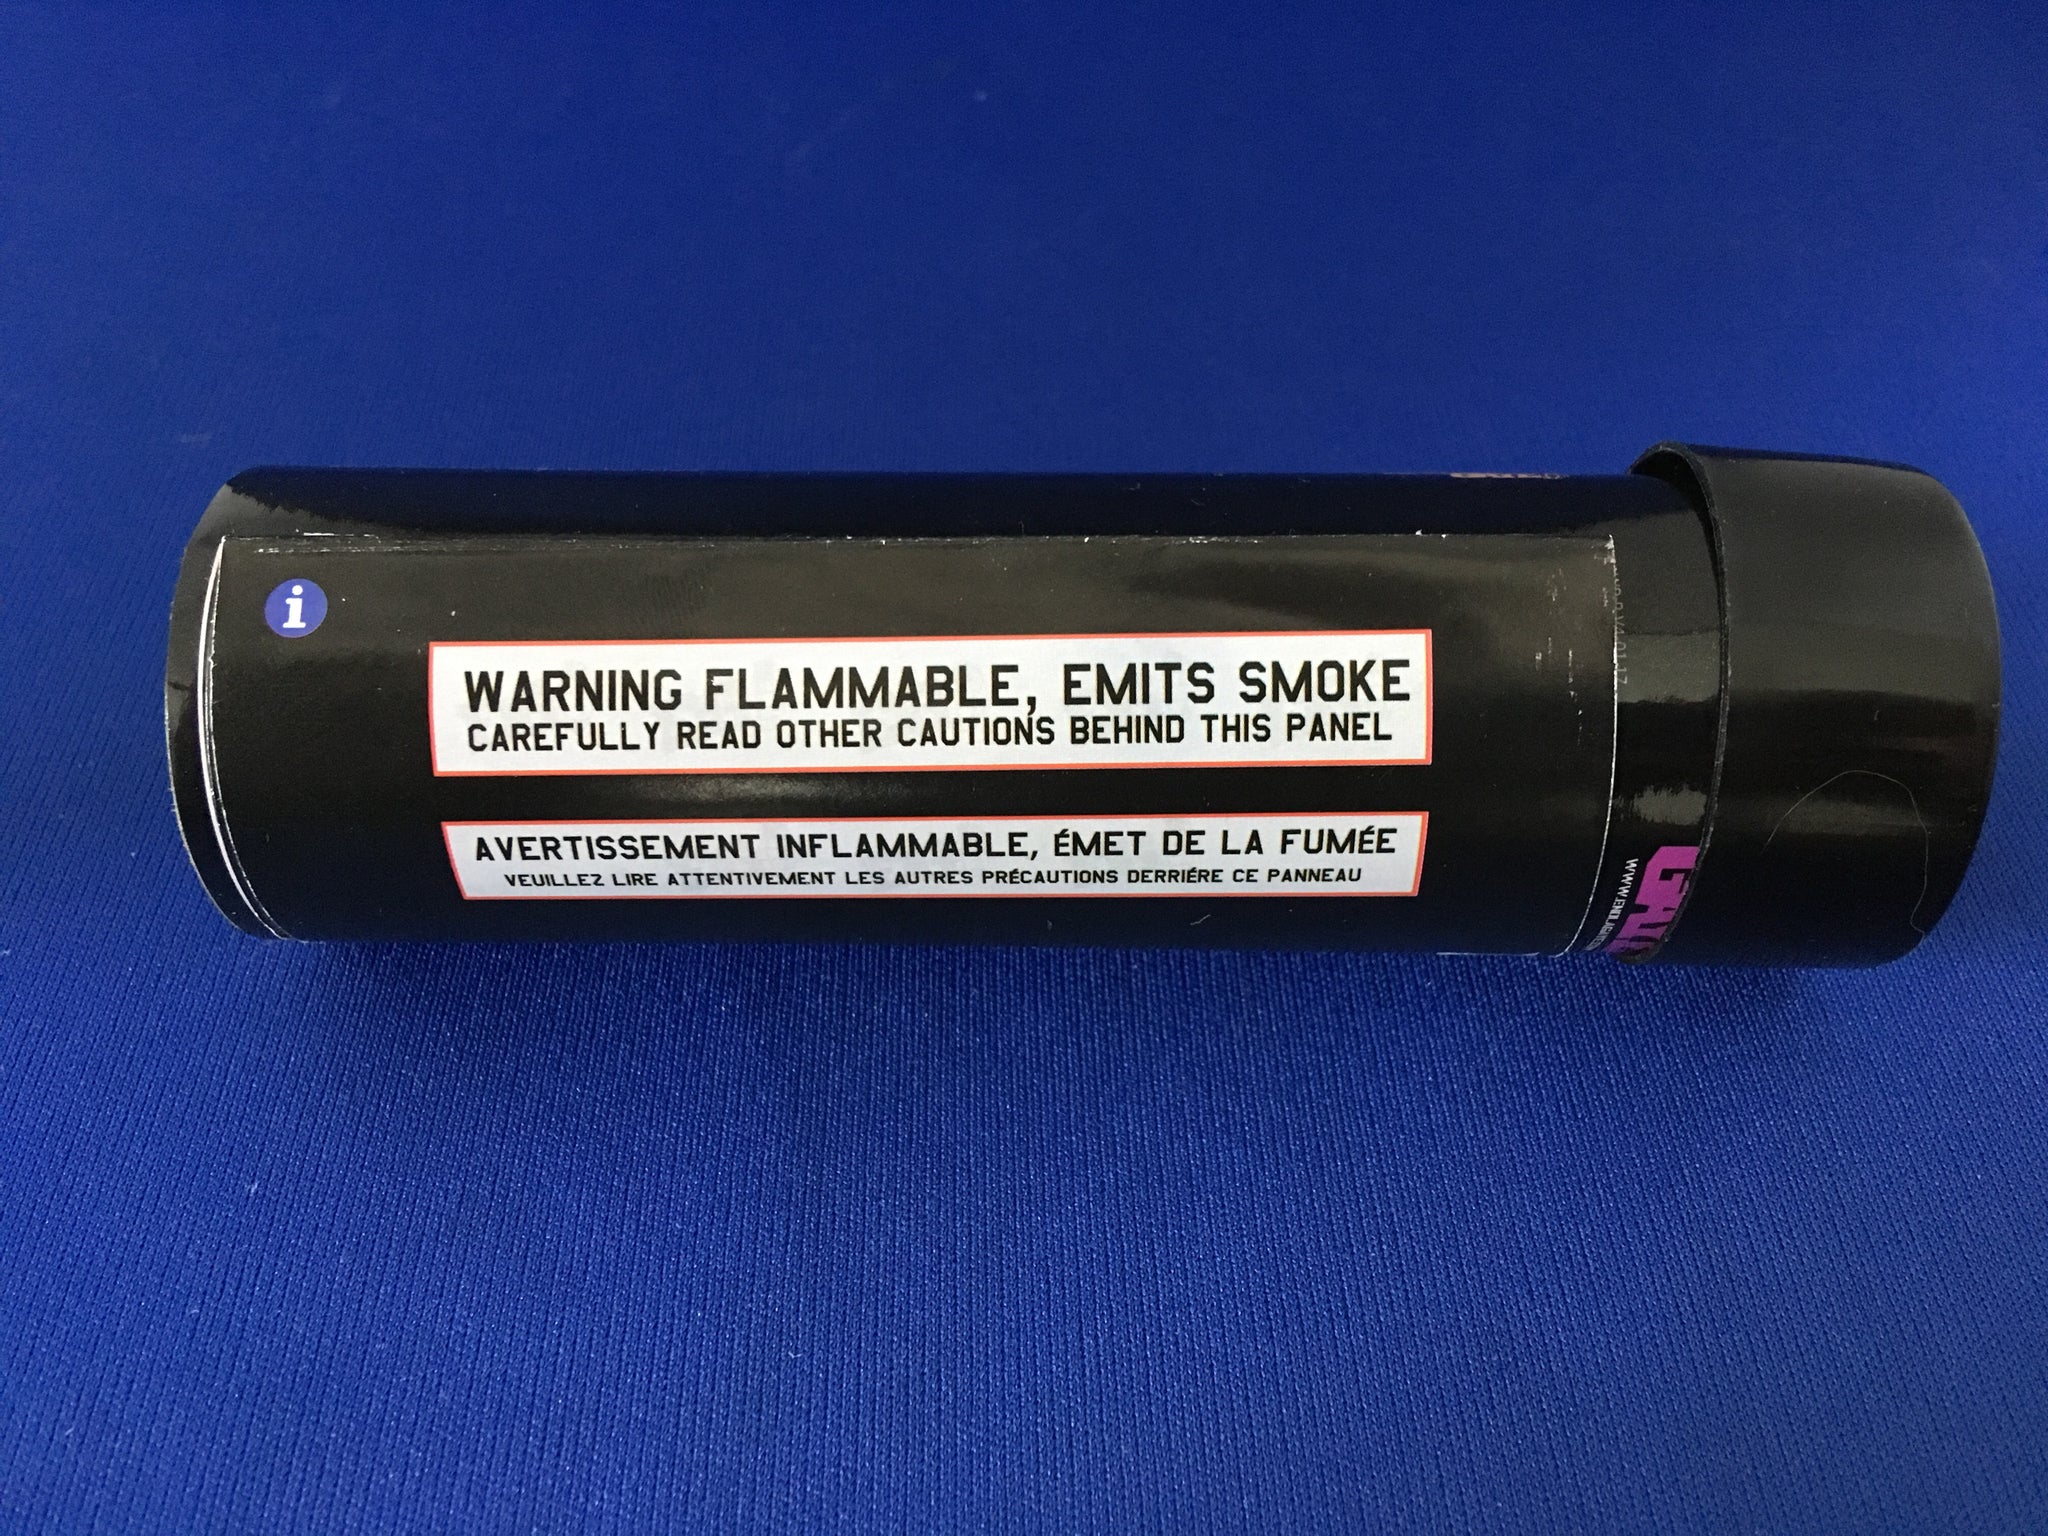 i
WARNING FLAMMABLE, EMITS SMOKE
CAREFULLY READ OTHER CAUTIONS BEHIND THIS PANEL
AVERTISSEMENT INFLAMMABLE, ÉMET DE LA FUMÉE
VEUILLEZ LIRE ATTENTIVEMENT LES AUTRES PRÉCAUTIONS DERRIÉRE CE PANNEAU